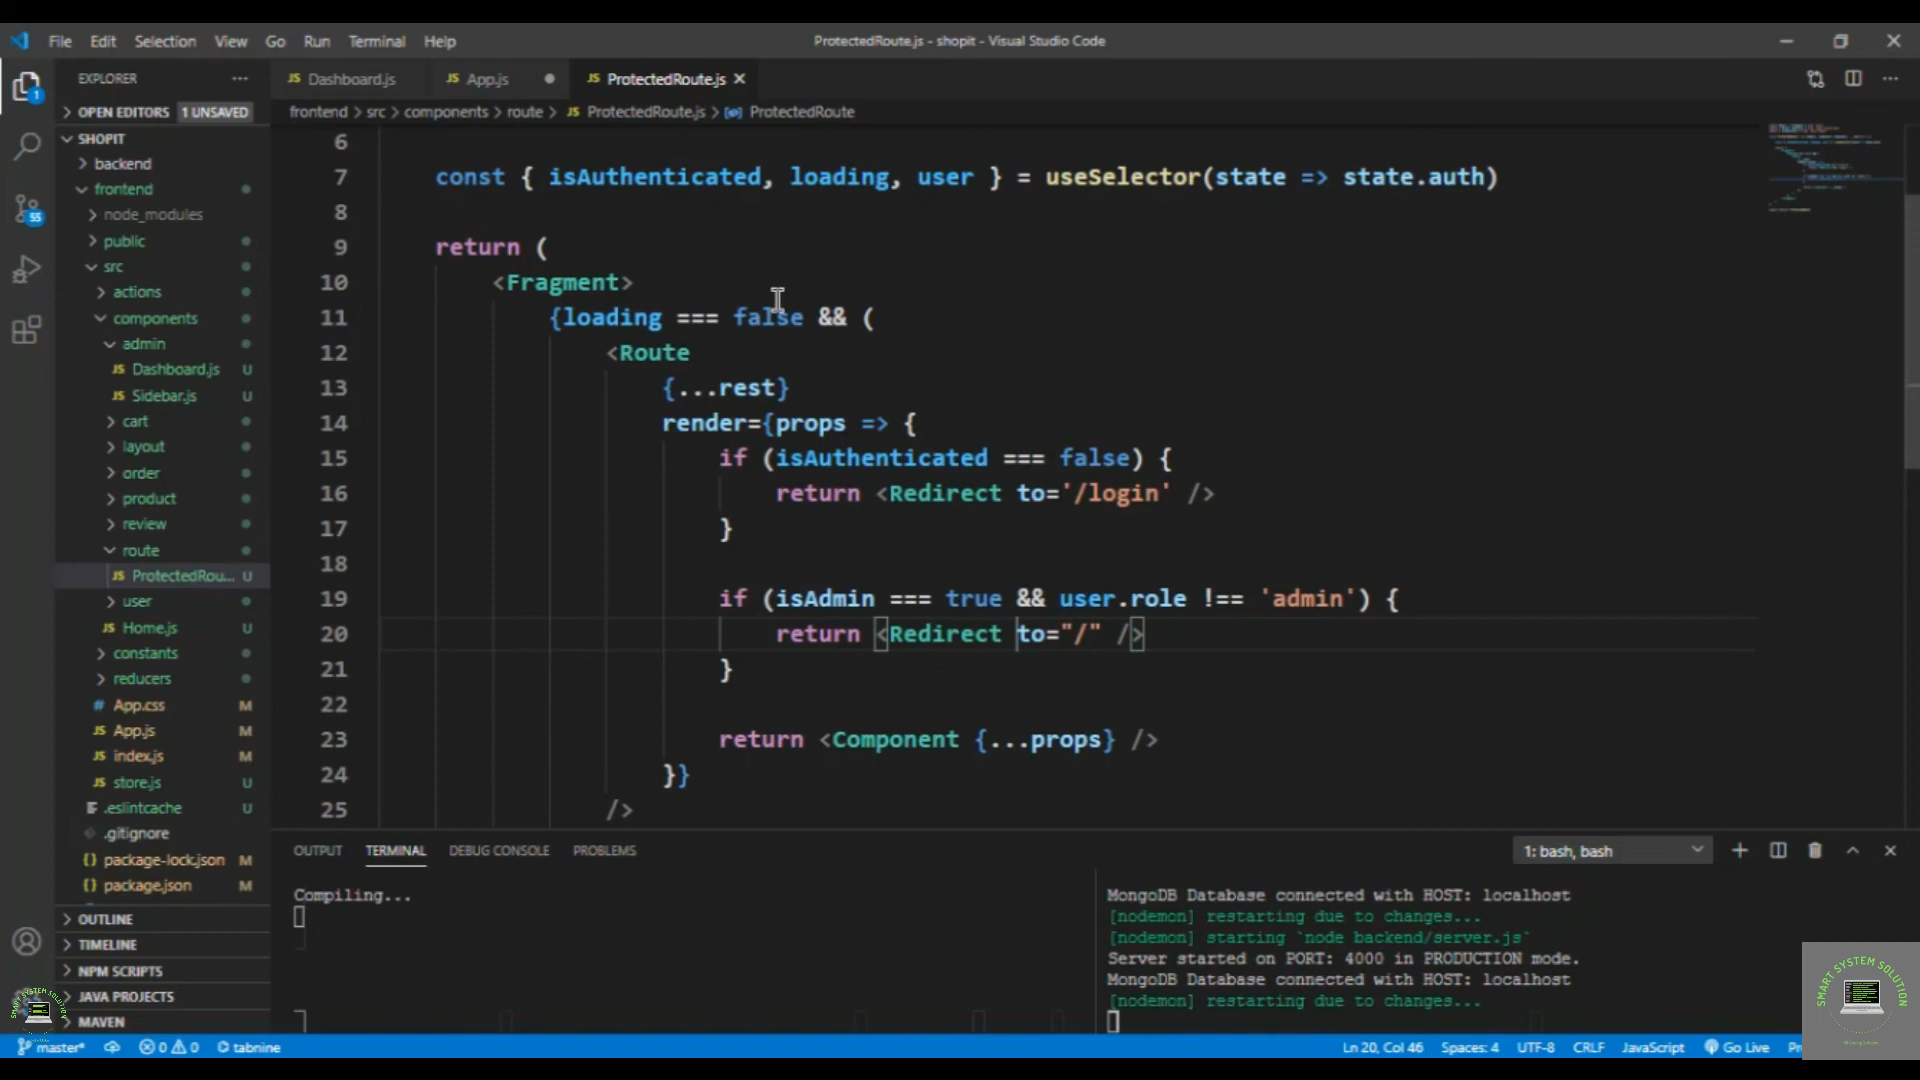 File Edit Selection View Go Run Terminal Help
ProtectedRoute.js - shopit - Visual Studio Code
EXPLORER
OPEN EDITORS 1 UNSAVED
SHOPIT
backend
frontend
node_modules
public
src
actions
components
admin
Dashboard.js U
Sidebar.js U
cart
layout
order
product
review
route
ProtectedRou... U
user
Home.js U
constants
reducers
App.css M
App.js M
index.js M
store.js U
.eslintcache U
.gitignore
package-lock.json M
package.json M
OUTLINE
TIMELINE
NPM SCRIPTS
JAVA PROJECTS
MAVEN
Dashboard.js App.js ProtectedRoute.js
frontend > src > components > route > JS ProtectedRoute.js > ProtectedRoute
6
7 const { isAuthenticated, loading, user } = useSelector(state => state.auth)
8
9 return (
10 <Fragment>
11 {loading === false && (
12 <Route
13 {...rest}
14 render={props => {
15 if (isAuthenticated === false) {
16 return <Redirect to='/login' />
17 }
18
19 if (isAdmin === true && user.role !== 'admin') {
20 return <Redirect to="/" />
21 }
22
23 return <Component {...props} />
24 }}
25 />
OUTPUT TERMINAL DEBUG CONSOLE PROBLEMS
1: bash, bash
Compiling...
MongoDB Database connected with HOST: localhost
[nodemon] restarting due to changes...
[nodemon] starting `node backend/server.js`
Server started on PORT: 4000 in PRODUCTION mode.
MongoDB Database connected with HOST: localhost
[nodemon] restarting due to changes...
master* 0 0 tabnine
Ln 20, Col 46 Spaces: 4 UTF-8 CRLF JavaScript Go Live
SMART SYSTEM SOLUTION